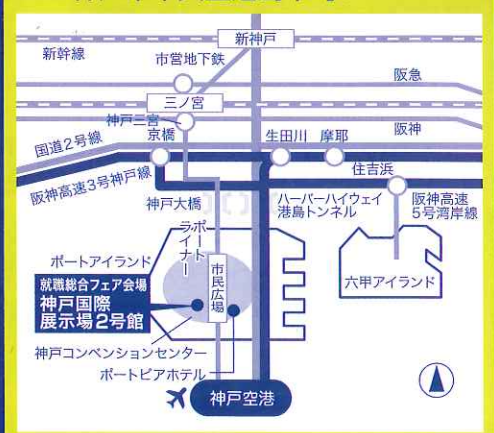 新神戸
新幹線
市営地下鉄
阪急
三ノ宮
神戸三宮
阪神
国道2号線
京橋
生田川
摩耶
住吉浜
阪神高速3号神戸線
神戸大橋
ハーバーハイウェイ
港島トンネル
阪神高速
5号湾岸線
ポート
ライナー
ポートアイランド
市民広場
六甲アイランド
就職総合フェア会場
神戸国際
展示場2号館
神戸コンベンションセンター
ポートピアホテル
神戸空港